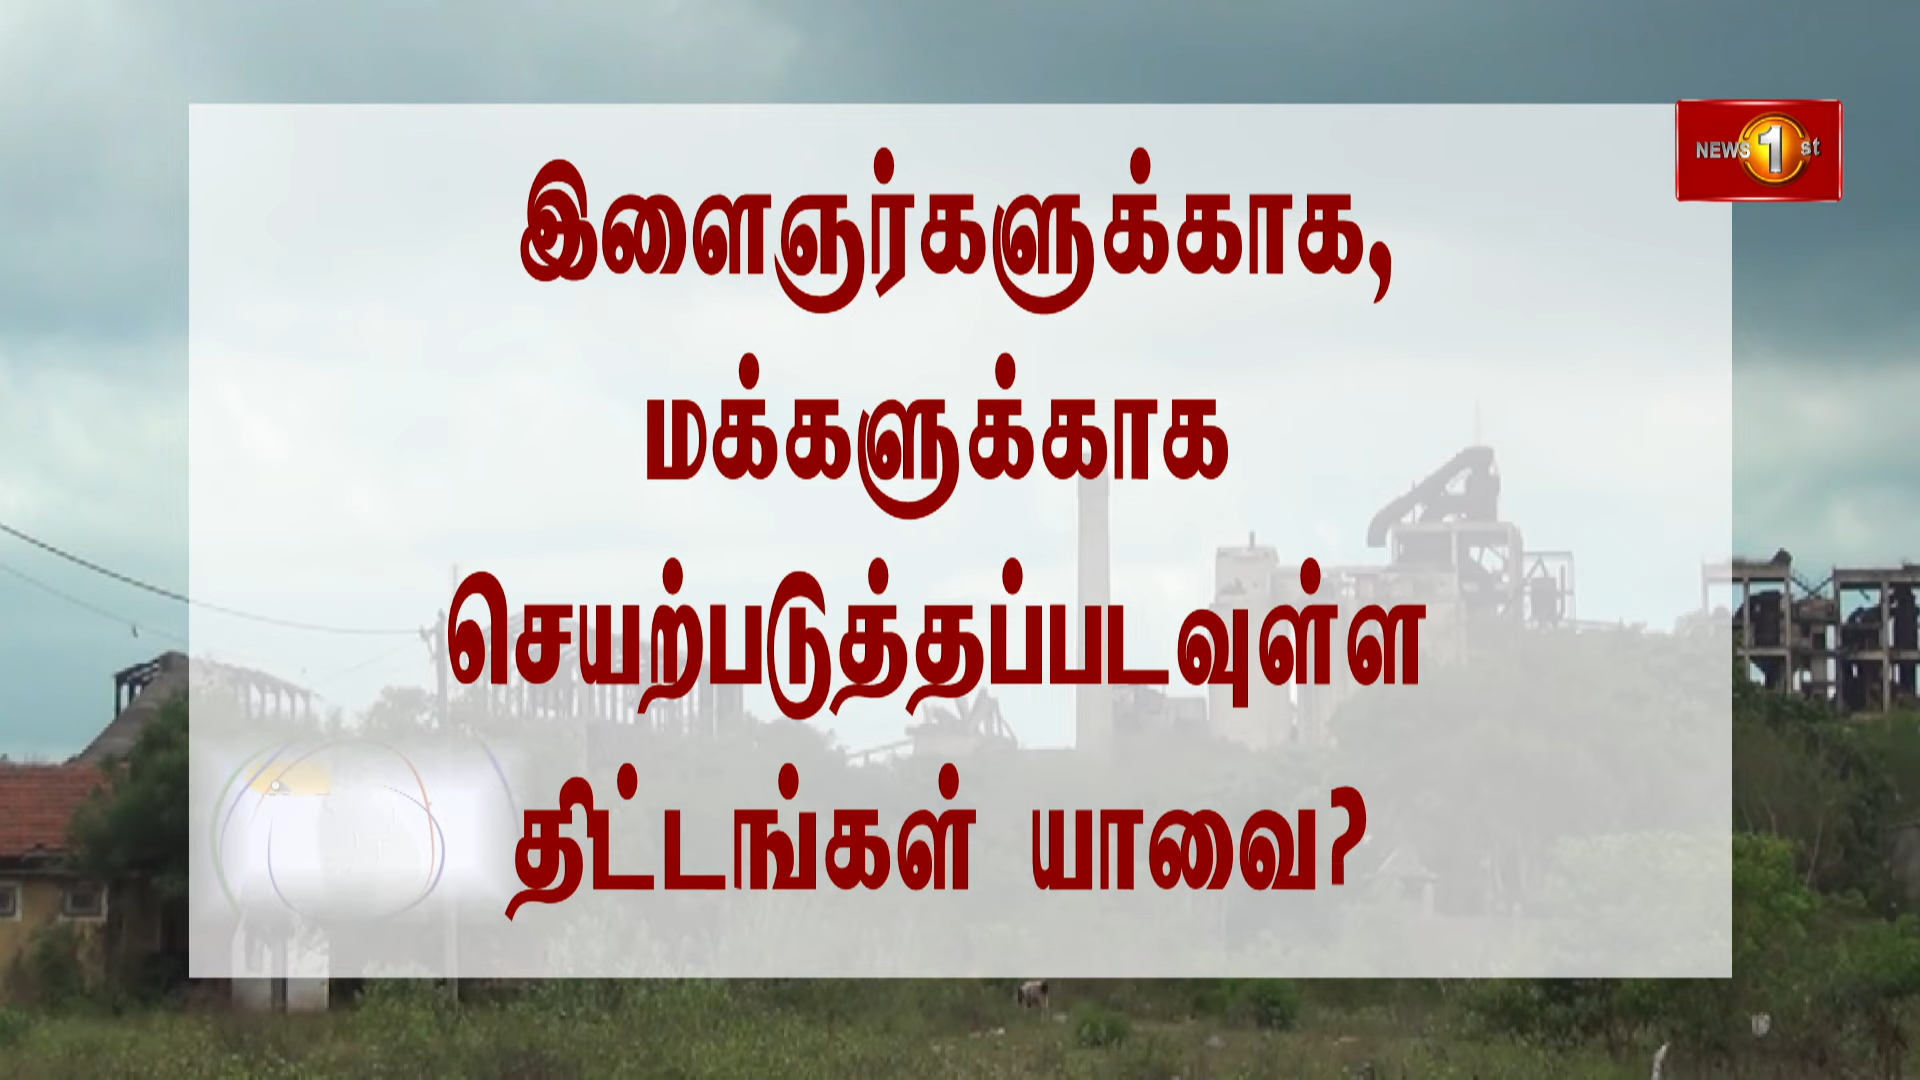 NEWS 1st
இளைஞர்களுக்காக,
மக்களுக்காக
செயற்படுத்தப்படவுள்ள
திட்டங்கள் யாவை?